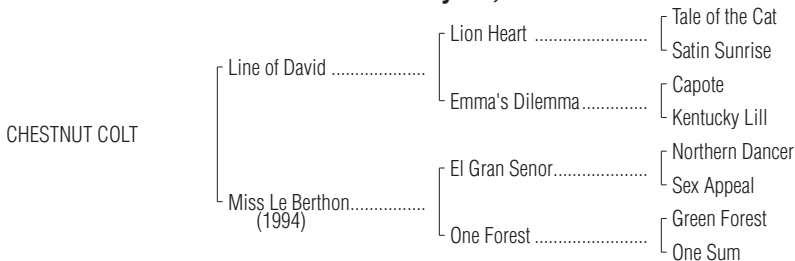 Tale of the Cat
Lion Heart ......................
Satin Sunrise
Line of David ....................
Capote
Emma's Dilemma..............
Kentucky Lill
CHESTNUT COLT
Northern Dancer
El Gran Senor...................
Sex Appeal
Miss Le Berthon................
(1994)
Green Forest
One Forest ......................
One Sum